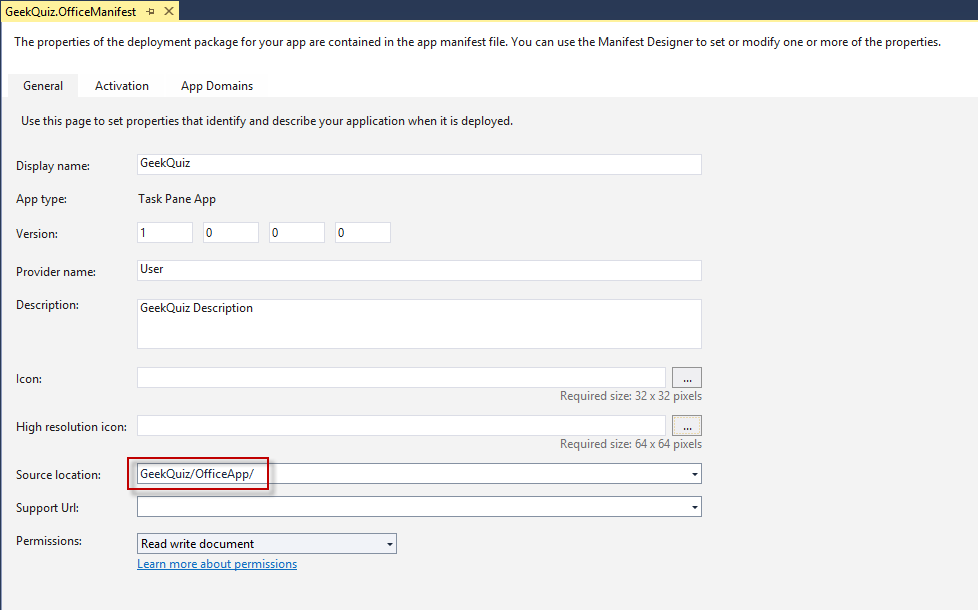 GeekQuiz.OfficeManifest
The properties of the deployment package for your app are contained in the app manifest file. You can use the Manifest Designer to set or modify one or more of the properties.
General Activation App Domains
Use this page to set properties that identify and describe your application when it is deployed.
Display name: GeekQuiz
App type: Task Pane App
Version: 1 0 0 0
Provider name: User
Description: GeekQuiz Description
Icon: ...
Required size: 32 x 32 pixels
High resolution icon: ...
Required size: 64 x 64 pixels
Source location: GeekQuiz/OfficeApp/
Support Url:
Permissions: Read write document
Learn more about permissions